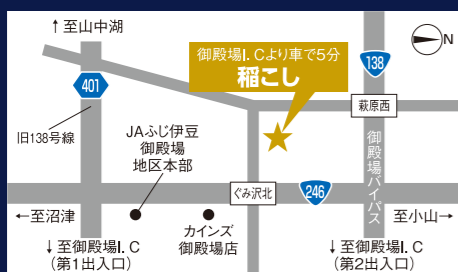 ↑至山中湖
御殿場I.Cより車で5分
稲こし
N
138
401
萩原西
旧138号線
JAふじ伊豆
御殿場
地区本部
御殿場バイパス
ぐみ沢北
246
←至沼津
カインズ
御殿場店
至小山→
↓至御殿場I.C
(第1出入口)
↓至御殿場I.C
(第2出入口)